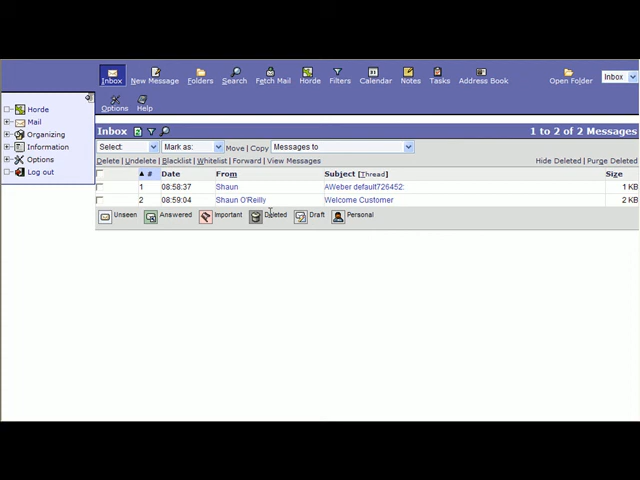 Inbox New Message Folders Search Fetch Mail Horde Filters Calendar Notes Tasks Address Book Open Folder Inbox
Options Help
Horde
Mail
Organizing
Information
Options
Log out
Inbox 1 to 2 of 2 Messages
Select: Mark as: Move | Copy Messages to
Delete | Undelete | Blacklist | Whitelist | Forward | View Messages Hide Deleted | Purge Deleted
# Date From Subject [Thread] Size
1 08:58:37 Shaun AWeber default726452: 1 KB
2 08:59:04 Shaun O'Reilly Welcome Customer 2 KB
Unseen Answered Important Deleted Draft Personal